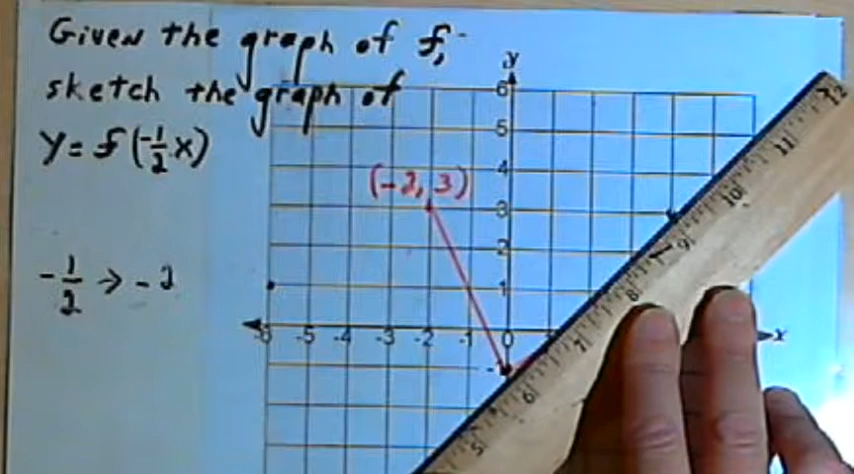 Given the graph of f,
sketch the graph of
y = f(-1/2x)
-1/2 → -2
(-2, 3)
y
6
5
4
3
2
1
-6 -5 -4 -3 -2 -1 0
x
-1
12
11
10
9
8
7
6
5